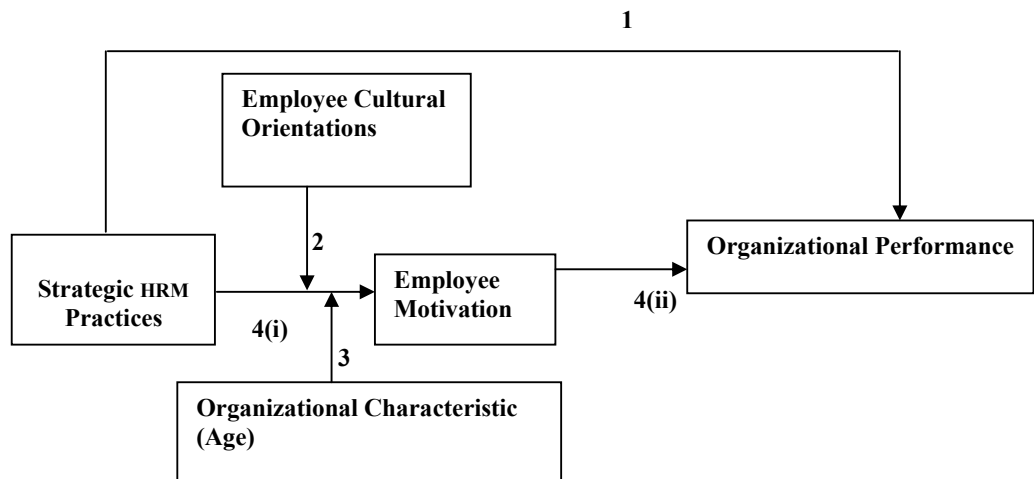 1
Employee Cultural
Orientations
2
Strategic HRM
Practices
4(i)
Employee
Motivation
4(ii)
Organizational Performance
3
Organizational Characteristic
(Age)